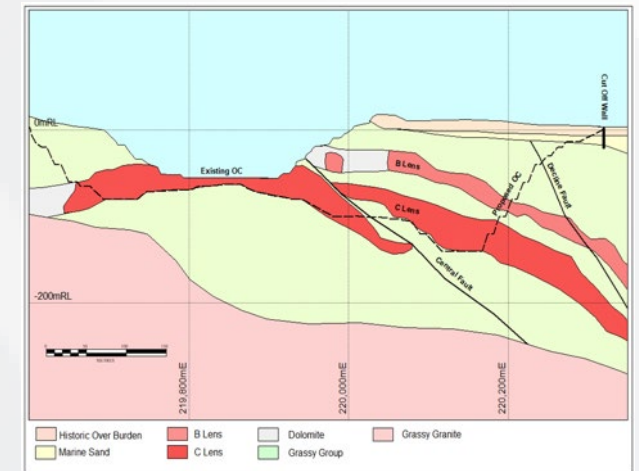 0mRL
Cut Off Wall
B Lens
Existing OC
Decline Fault
Proposed OC
C Lens
Central Fault
-200mRL
219,800mE
220,000mE
220,200mE
Historic Over Burden
B Lens
Dolomite
Grassy Granite
Marine Sand
C Lens
Grassy Group